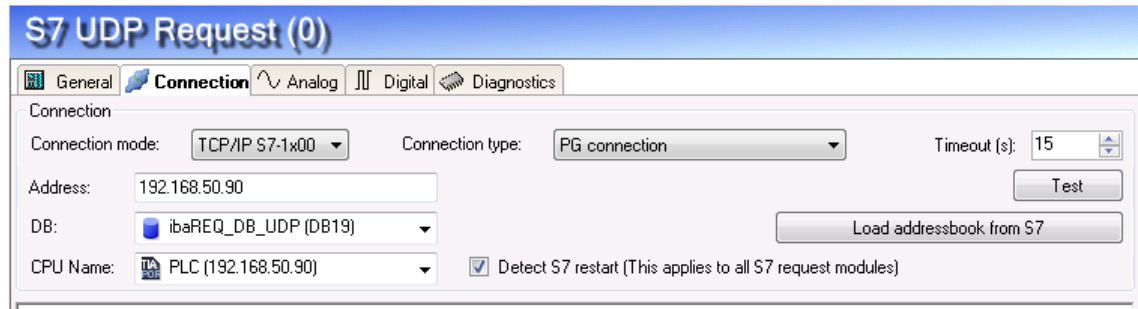 S7 UDP Request (0)
General Connection Analog Digital Diagnostics
Connection
Connection mode: TCP/IP S7-1x00 Connection type: PG connection Timeout (s): 15
Address: 192.168.50.90 Test
DB: ibaREQ_DB_UDP (DB19) Load addressbook from S7
CPU Name: PLC (192.168.50.90) Detect S7 restart (This applies to all S7 request modules)